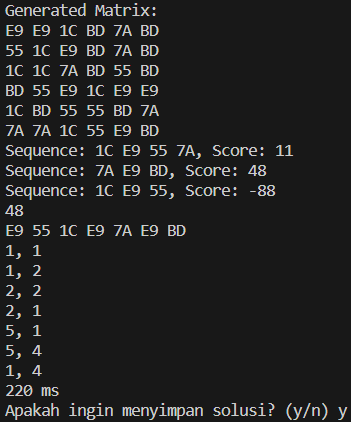 Generated Matrix:
E9 E9 1C BD 7A BD
55 1C E9 BD 7A BD
1C 1C 7A BD 55 BD
BD 55 E9 1C E9 E9
1C BD 55 55 BD 7A
7A 7A 1C 55 E9 BD
Sequence: 1C E9 55 7A, Score: 11
Sequence: 7A E9 BD, Score: 48
Sequence: 1C E9 55, Score: -88
48
E9 55 1C E9 7A E9 BD
1, 1
1, 2
2, 2
2, 1
5, 1
5, 4
1, 4
220 ms
Apakah ingin menyimpan solusi? (y/n) y